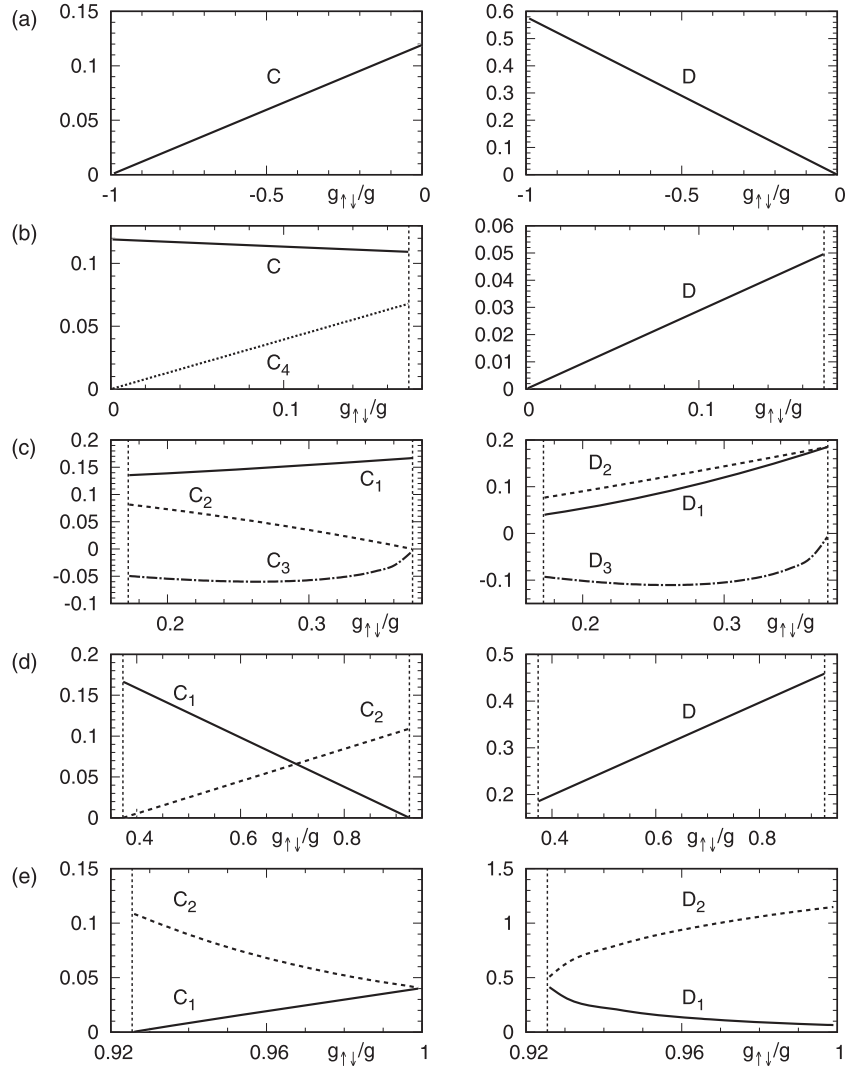 (a)
0.15
0.1
0.05
0
C
-1
-0.5
0
g↑↓/g
0.6
0.5
0.4
0.3
0.2
0.1
0
D
-1
-0.5
0
g↑↓/g
(b)
0.1
0.05
0
C
C4
0
0.1
g↑↓/g
0.06
0.05
0.04
0.03
0.02
0.01
0
D
0
0.1
g↑↓/g
(c)
0.2
0.15
0.1
0.05
0
-0.05
-0.1
C1
C2
C3
0.2
0.3
g↑↓/g
0.2
0.1
0
-0.1
D2
D1
D3
0.2
0.3
g↑↓/g
(d)
0.2
0.15
0.1
0.05
0
C1
C2
0.4
0.6
0.8
g↑↓/g
0.5
0.4
0.3
0.2
D
0.4
0.6
0.8
g↑↓/g
(e)
0.15
0.1
0.05
0
C2
C1
0.92
0.96
1
g↑↓/g
1.5
1
0.5
0
D2
D1
0.92
0.96
1
g↑↓/g